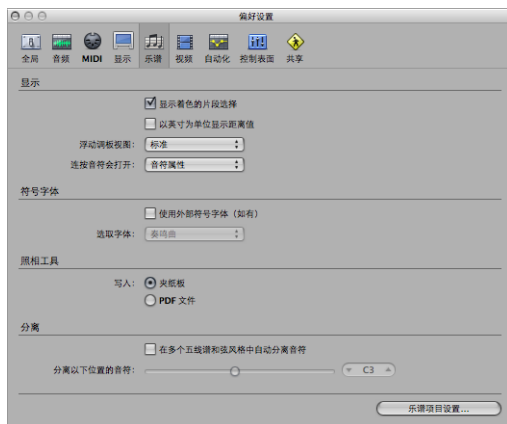 偏好设置
全局 音频 MIDI 显示 乐谱 视频 自动化 控制表面 共享
显示
显示着色的片段选择
以英寸为单位显示距离值
浮动调板视图: 标准
连按音符会打开: 音符属性
符号字体
使用外部符号字体（如有）
选取字体: 奏鸣曲
照相工具
写入: 夹纸板
PDF 文件
分离
在多个五线谱和弦风格中自动分离音符
分离以下位置的音符: C3
乐谱项目设置...